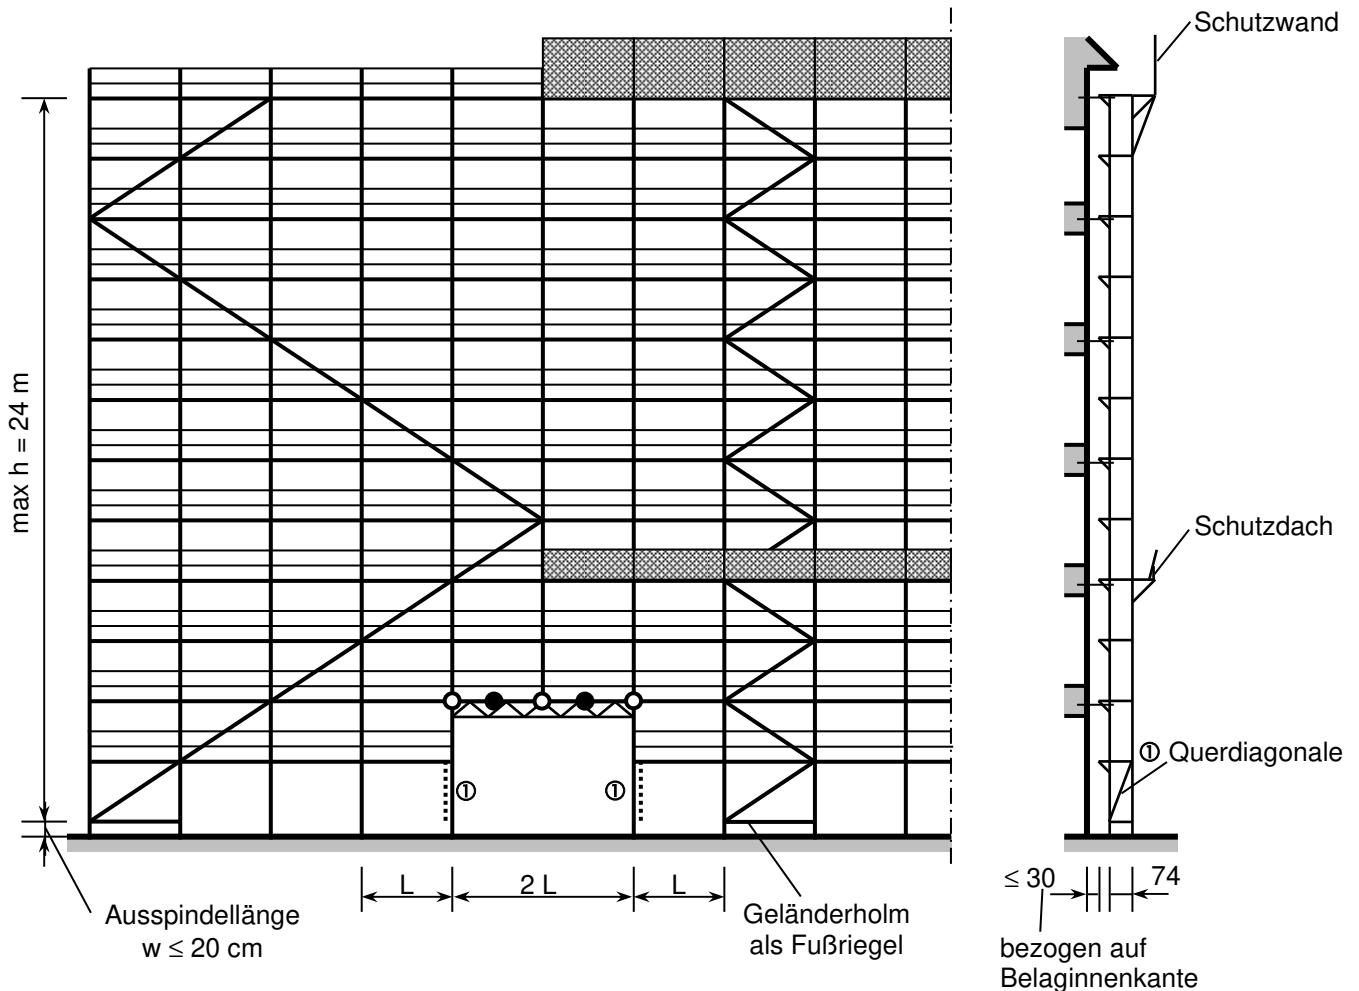 Schutzwand
max h = 24 m
Schutzdach
① Querdiagonale
① ①
L 2 L L
≤ 30 74
Ausspindellänge
w ≤ 20 cm
Geländerholm
als Fußriegel
bezogen auf
Belaginnenkante